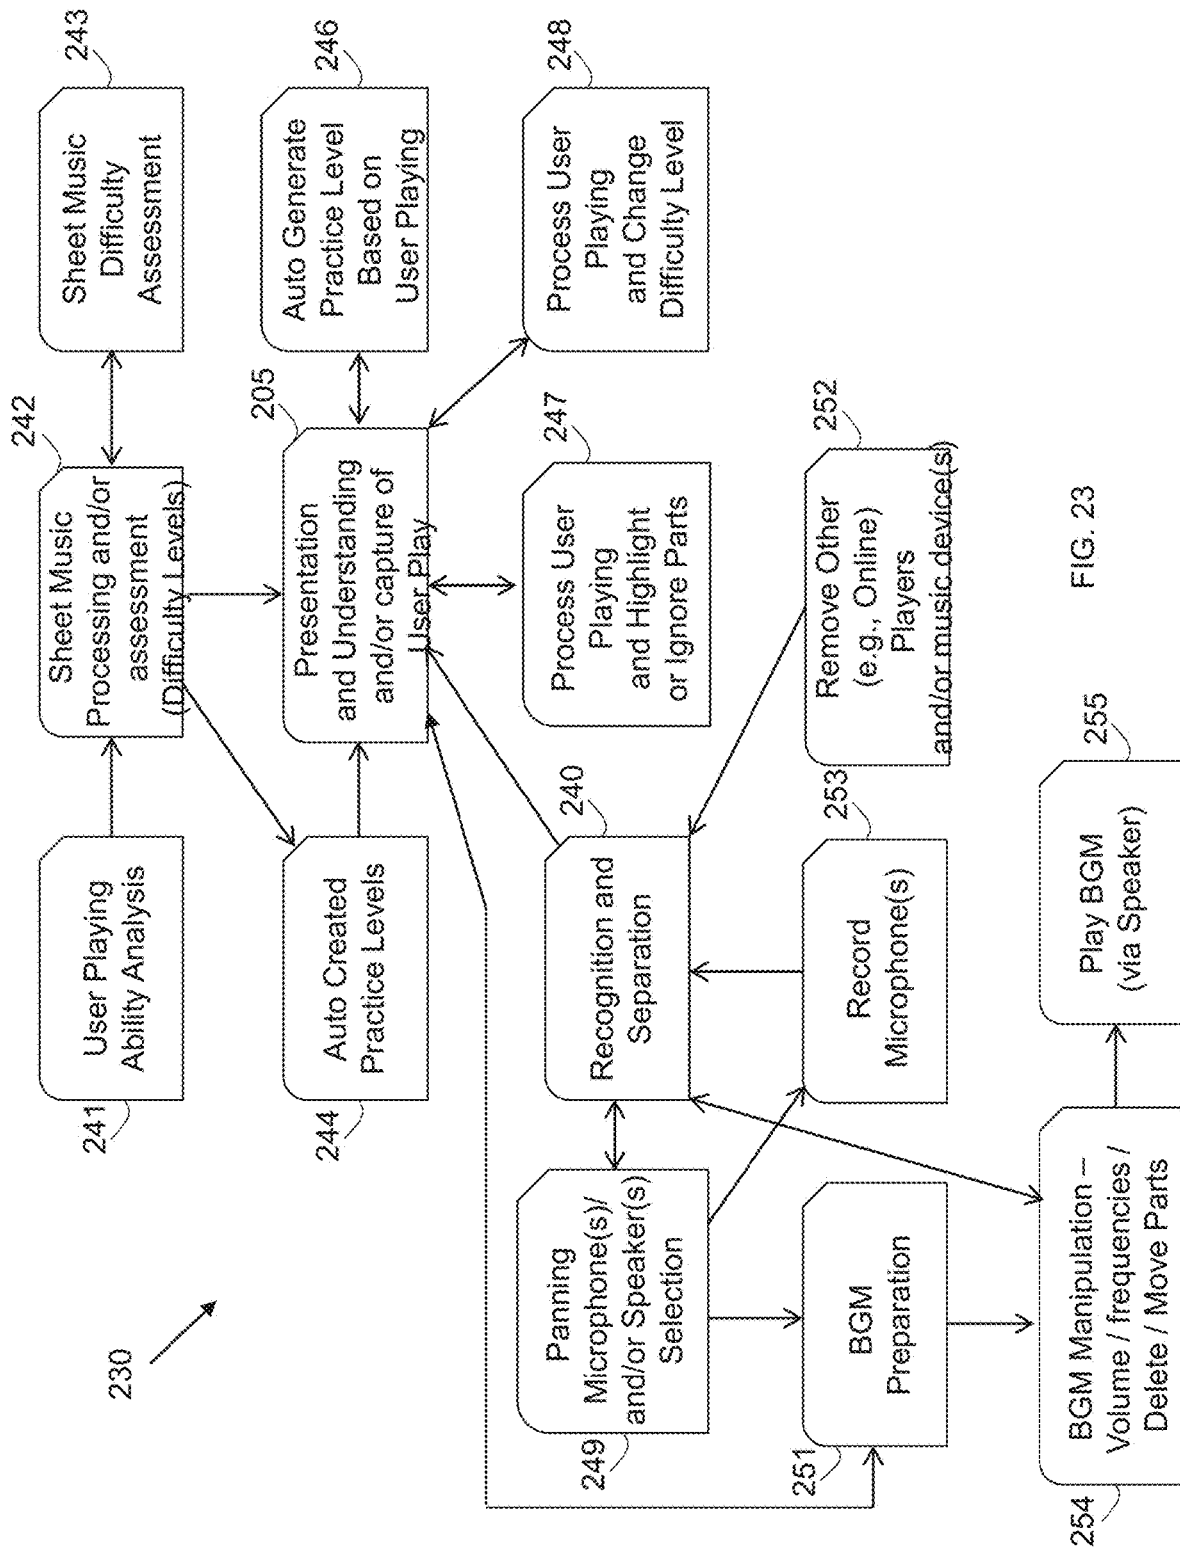 230
241
User Playing
Ability Analysis
242
Sheet Music
Processing and/or
assessment
(Difficulty Levels)
243
Sheet Music
Difficulty
Assessment
244
Auto Created
Practice Levels
205
Presentation
and Understanding
and/or capture of
User Play
246
Auto Generate
Practice Level
Based on
User Playing
249
Panning
Microphone(s)/
and/or Speaker(s)
Selection
240
Recognition and
Separation
247
Process User
Playing
and Highlight
or Ignore Parts
248
Process User
Playing
and Change
Difficulty Level
251
BGM
Preparation
253
Record
Microphone(s)
252
Remove Other
(e.g., Online)
Players
and/or music device(s)
254
BGM Manipulation –
Volume / frequencies /
Delete / Move Parts
255
Play BGM
(via Speaker)
FIG. 23